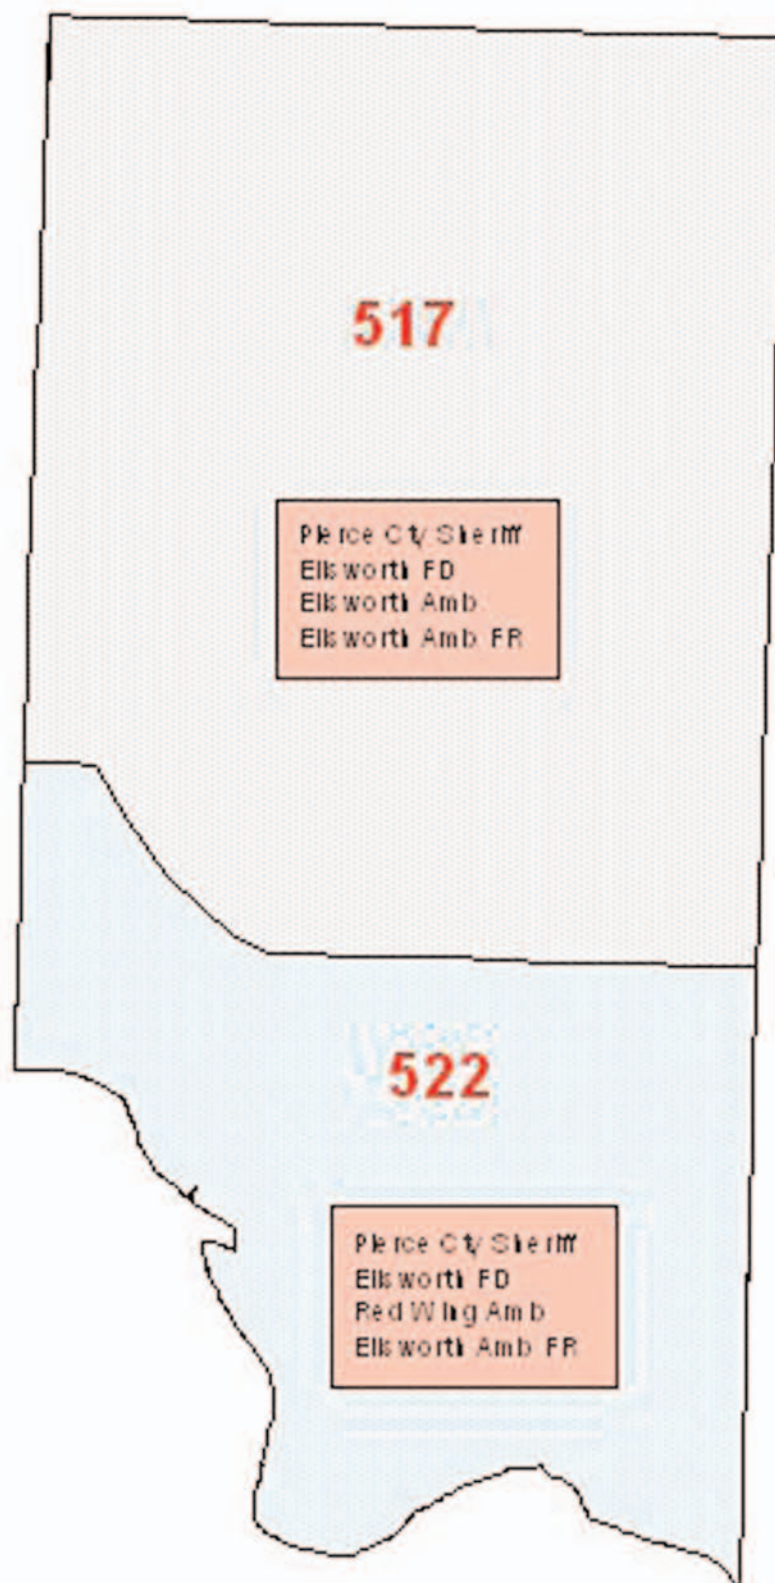 517
Pierce Cty Sheriff
Ellsworth FD
Ellsworth Amb
Ellsworth Amb FR
522
Pierce Cty Sheriff
Ellsworth FD
Red Wing Amb
Ellsworth Amb FR